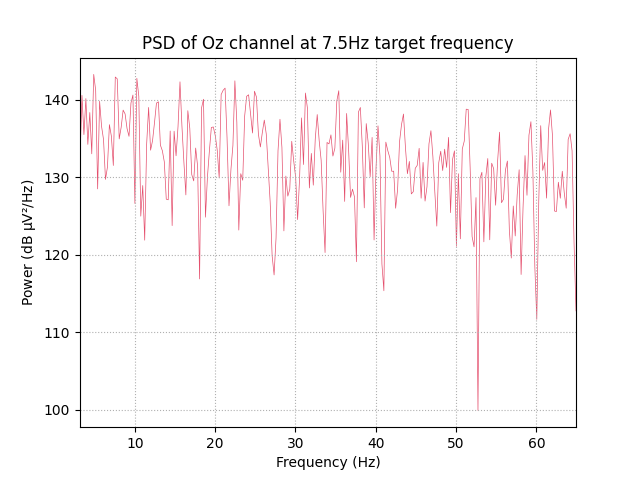 PSD of Oz channel at 7.5Hz target frequency
Power (dB µV²/Hz)
140
130
120
110
100
10 20 30 40 50 60
Frequency (Hz)